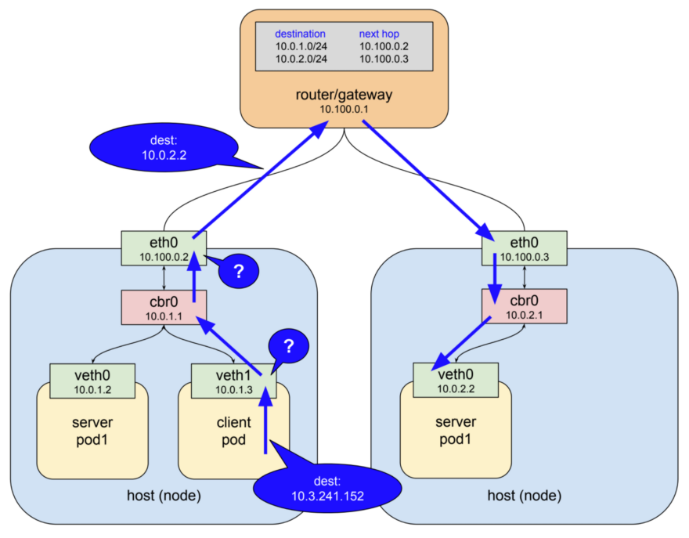 destination next hop
10.0.1.0/24 10.100.0.2
10.0.2.0/24 10.100.0.3
router/gateway
10.100.0.1
dest:
10.0.2.2
eth0
10.100.0.2
?
cbr0
10.0.1.1
?
veth0
10.0.1.2
veth1
10.0.1.3
server
pod1
client
pod
dest:
10.3.241.152
host (node)
eth0
10.100.0.3
cbr0
10.0.2.1
veth0
10.0.2.2
server
pod1
host (node)